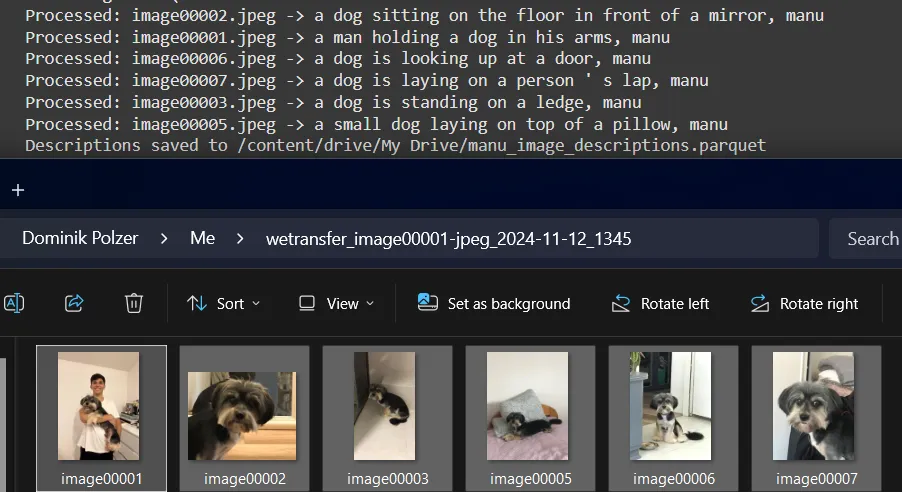 Processed: image00002.jpeg -> a dog sitting on the floor in front of a mirror, manu
Processed: image00001.jpeg -> a man holding a dog in his arms, manu
Processed: image00006.jpeg -> a dog is looking up at a door, manu
Processed: image00007.jpeg -> a dog is laying on a person ' s lap, manu
Processed: image00003.jpeg -> a dog is standing on a ledge, manu
Processed: image00005.jpeg -> a small dog laying on top of a pillow, manu
Descriptions saved to /content/drive/My Drive/manu_image_descriptions.parquet
Dominik Polzer > Me > wetransfer_image00001-jpeg_2024-11-12_1345 Search
Sort View Set as background Rotate left Rotate right
image00001 image00002 image00003 image00005 image00006 image00007